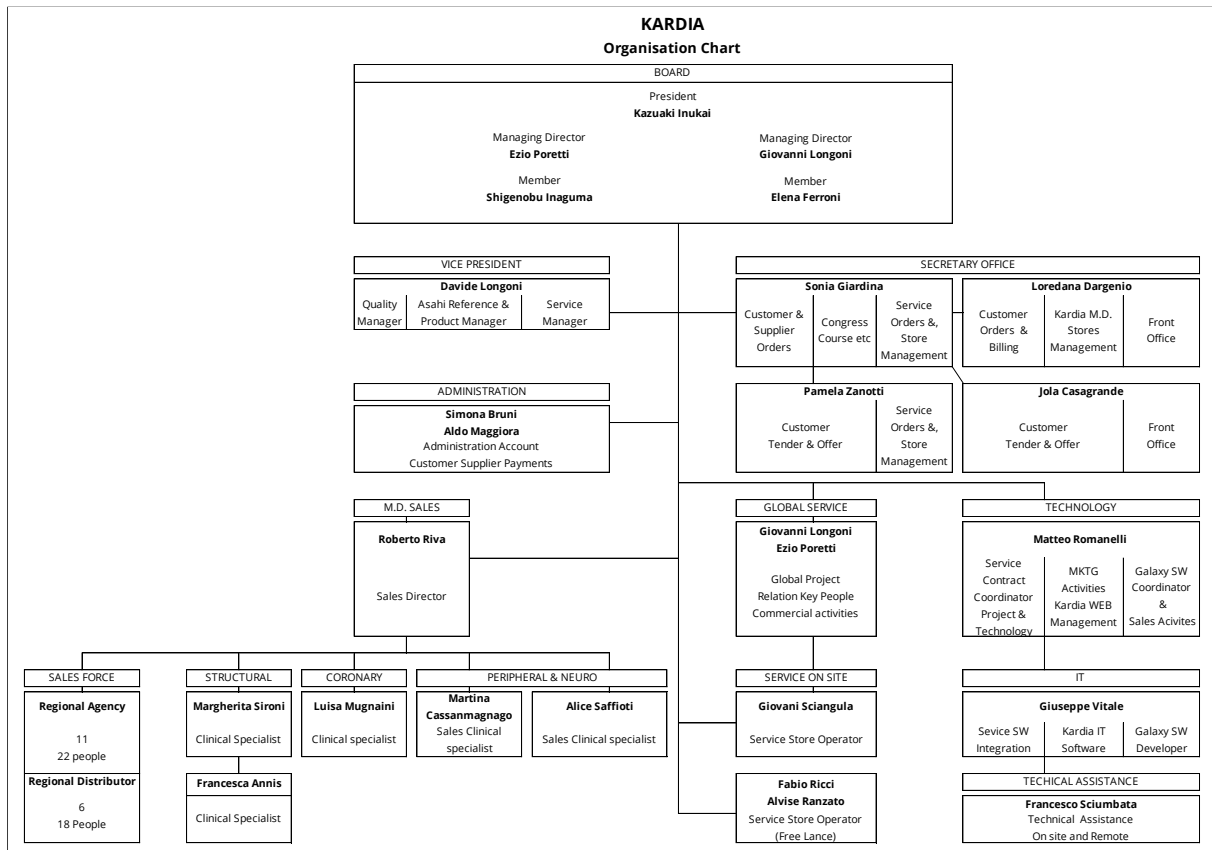 KARDIA
Organisation Chart
BOARD
President
Kazuaki Inukai
Managing Director
Ezio Poretti
Managing Director
Giovanni Longoni
Member
Shigenobu Inaguma
Member
Elena Ferroni
VICE PRESIDENT
Davide Longoni
Quality
Manager
Asahi Reference &
Product Manager
Service
Manager
SECRETARY OFFICE
Sonia Giardina
Customer &
Supplier
Orders
Congress
Course etc
Service
Orders &,
Store
Management
Loredana Dargenio
Customer
Orders &
Billing
Kardia M.D.
Stores
Management
Front
Office
ADMINISTRATION
Simona Bruni
Aldo Maggiora
Administration Account
Customer Supplier Payments
Pamela Zanotti
Customer
Tender & Offer
Service
Orders &,
Store
Management
Jola Casagrande
Customer
Tender & Offer
Front
Office
M.D. SALES
Roberto Riva
Sales Director
GLOBAL SERVICE
Giovanni Longoni
Ezio Poretti
Global Project
Relation Key People
Commercial activities
TECHNOLOGY
Matteo Romanelli
Service
Contract
Coordinator
Project &
Technology
MKTG
Activities
Kardia WEB
Management
Galaxy SW
Coordinator
&
Sales Acivites
SALES FORCE
Regional Agency
11
22 people
Regional Distributor
6
18 People
STRUCTURAL
Margherita Sironi
Clinical Specialist
Francesca Annis
Clinical Specialist
CORONARY
Luisa Mugnaini
Clinical specialist
PERIPHERAL & NEURO
Martina
Cassanmagnago
Sales Clinical
specialist
Alice Saffioti
Sales Clinical specialist
SERVICE ON SITE
Giovani Sciangula
Service Store Operator
Fabio Ricci
Alvise Ranzato
Service Store Operator
(Free Lance)
IT
Giuseppe Vitale
Sevice SW
Integration
Kardia IT
Software
Galaxy SW
Developer
TECHICAL ASSISTANCE
Francesco Sciumbata
Technical Assistance
On site and Remote